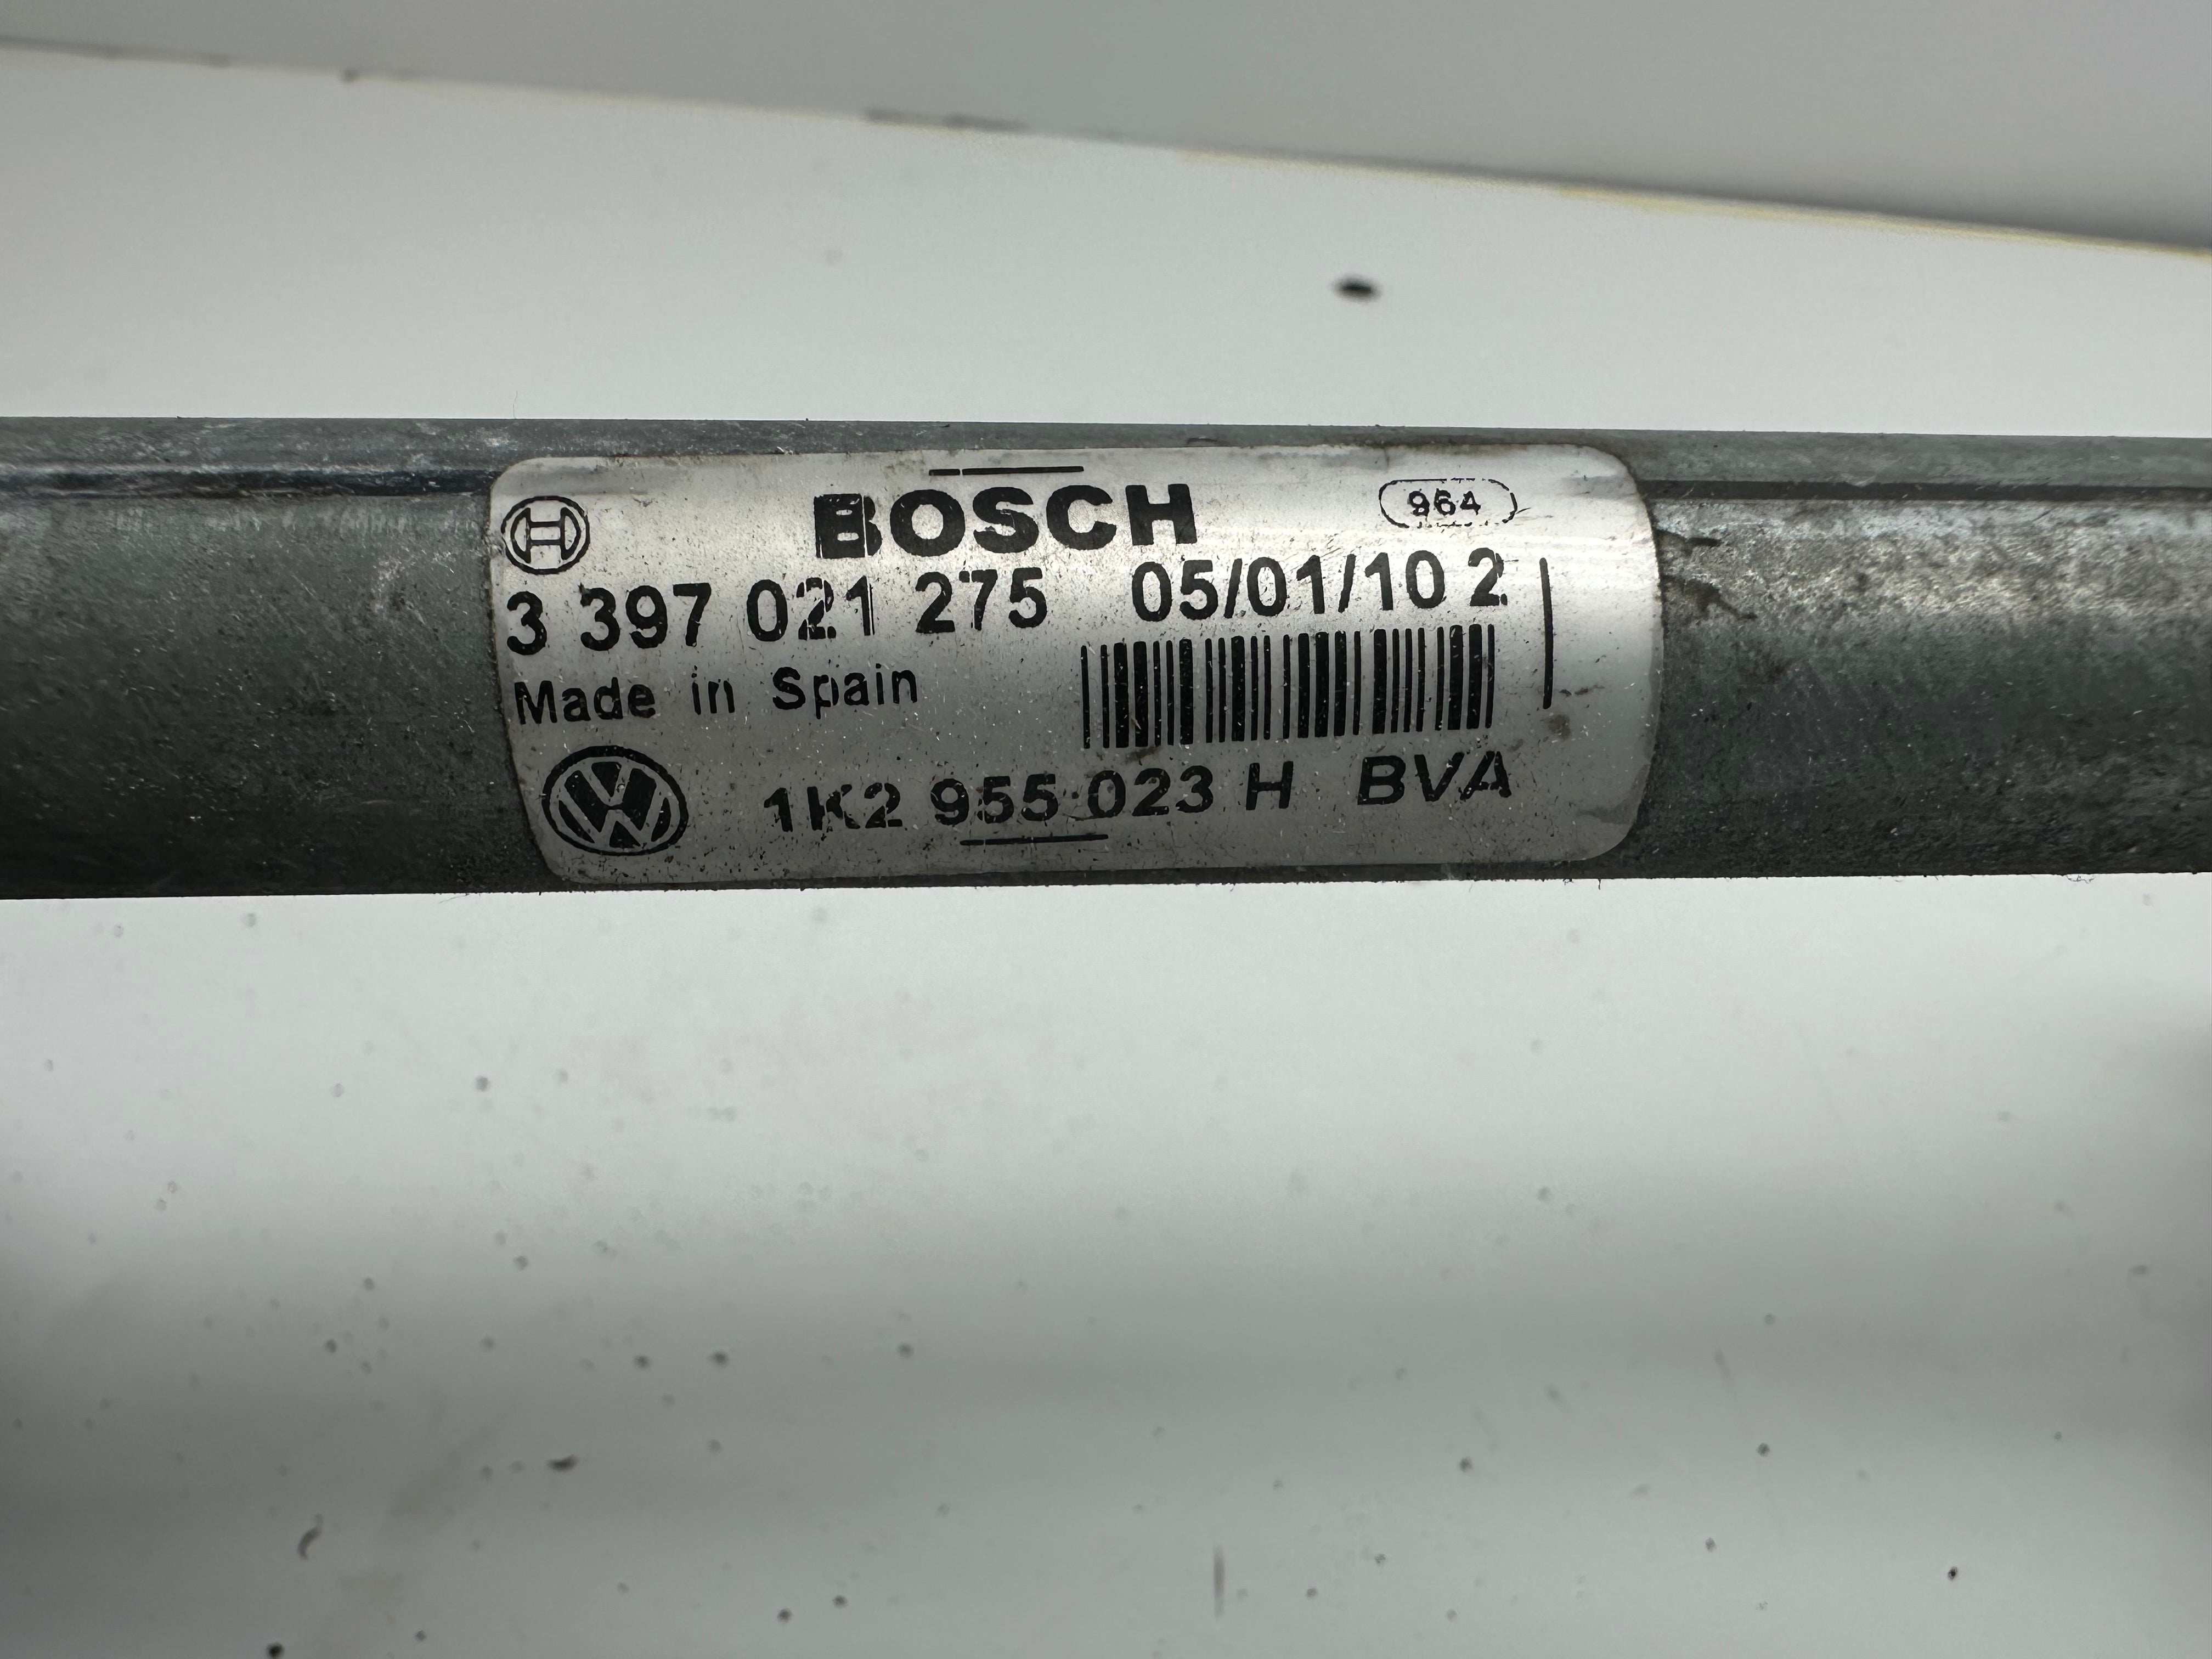 BOSCH 964
3 397 021 275 05/01/10 2
Made in Spain
1K2 955 023 H BVA